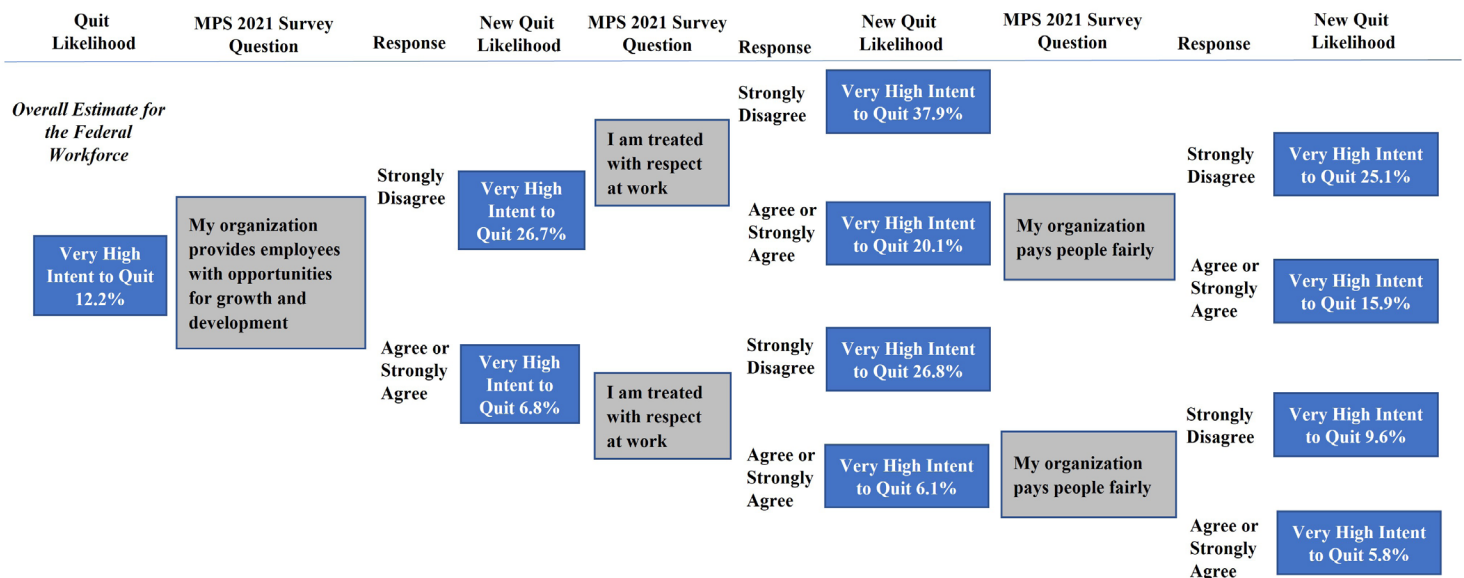 Quit
Likelihood
MPS 2021 Survey
Question
Response
New Quit
Likelihood
MPS 2021 Survey
Question
Response
New Quit
Likelihood
MPS 2021 Survey
Question
Response
New Quit
Likelihood
Overall Estimate for
the Federal
Workforce
Very High
Intent to Quit
12.2%
My organization
provides employees
with opportunities
for growth and
development
Strongly
Disagree
Very High
Intent to
Quit 26.7%
I am treated
with respect
at work
Strongly
Disagree
Very High Intent
to Quit 37.9%
Agree or
Strongly
Agree
Very High Intent
to Quit 20.1%
My organization
pays people fairly
Strongly
Disagree
Very High Intent
to Quit 25.1%
Agree or
Strongly
Agree
Very High Intent
to Quit 15.9%
Agree or
Strongly
Agree
Very High
Intent to
Quit 6.8%
I am treated
with respect
at work
Strongly
Disagree
Very High Intent
to Quit 26.8%
Agree or
Strongly
Agree
Very High Intent
to Quit 6.1%
My organization
pays people fairly
Strongly
Disagree
Very High Intent
to Quit 9.6%
Agree or
Strongly
Agree
Very High Intent
to Quit 5.8%